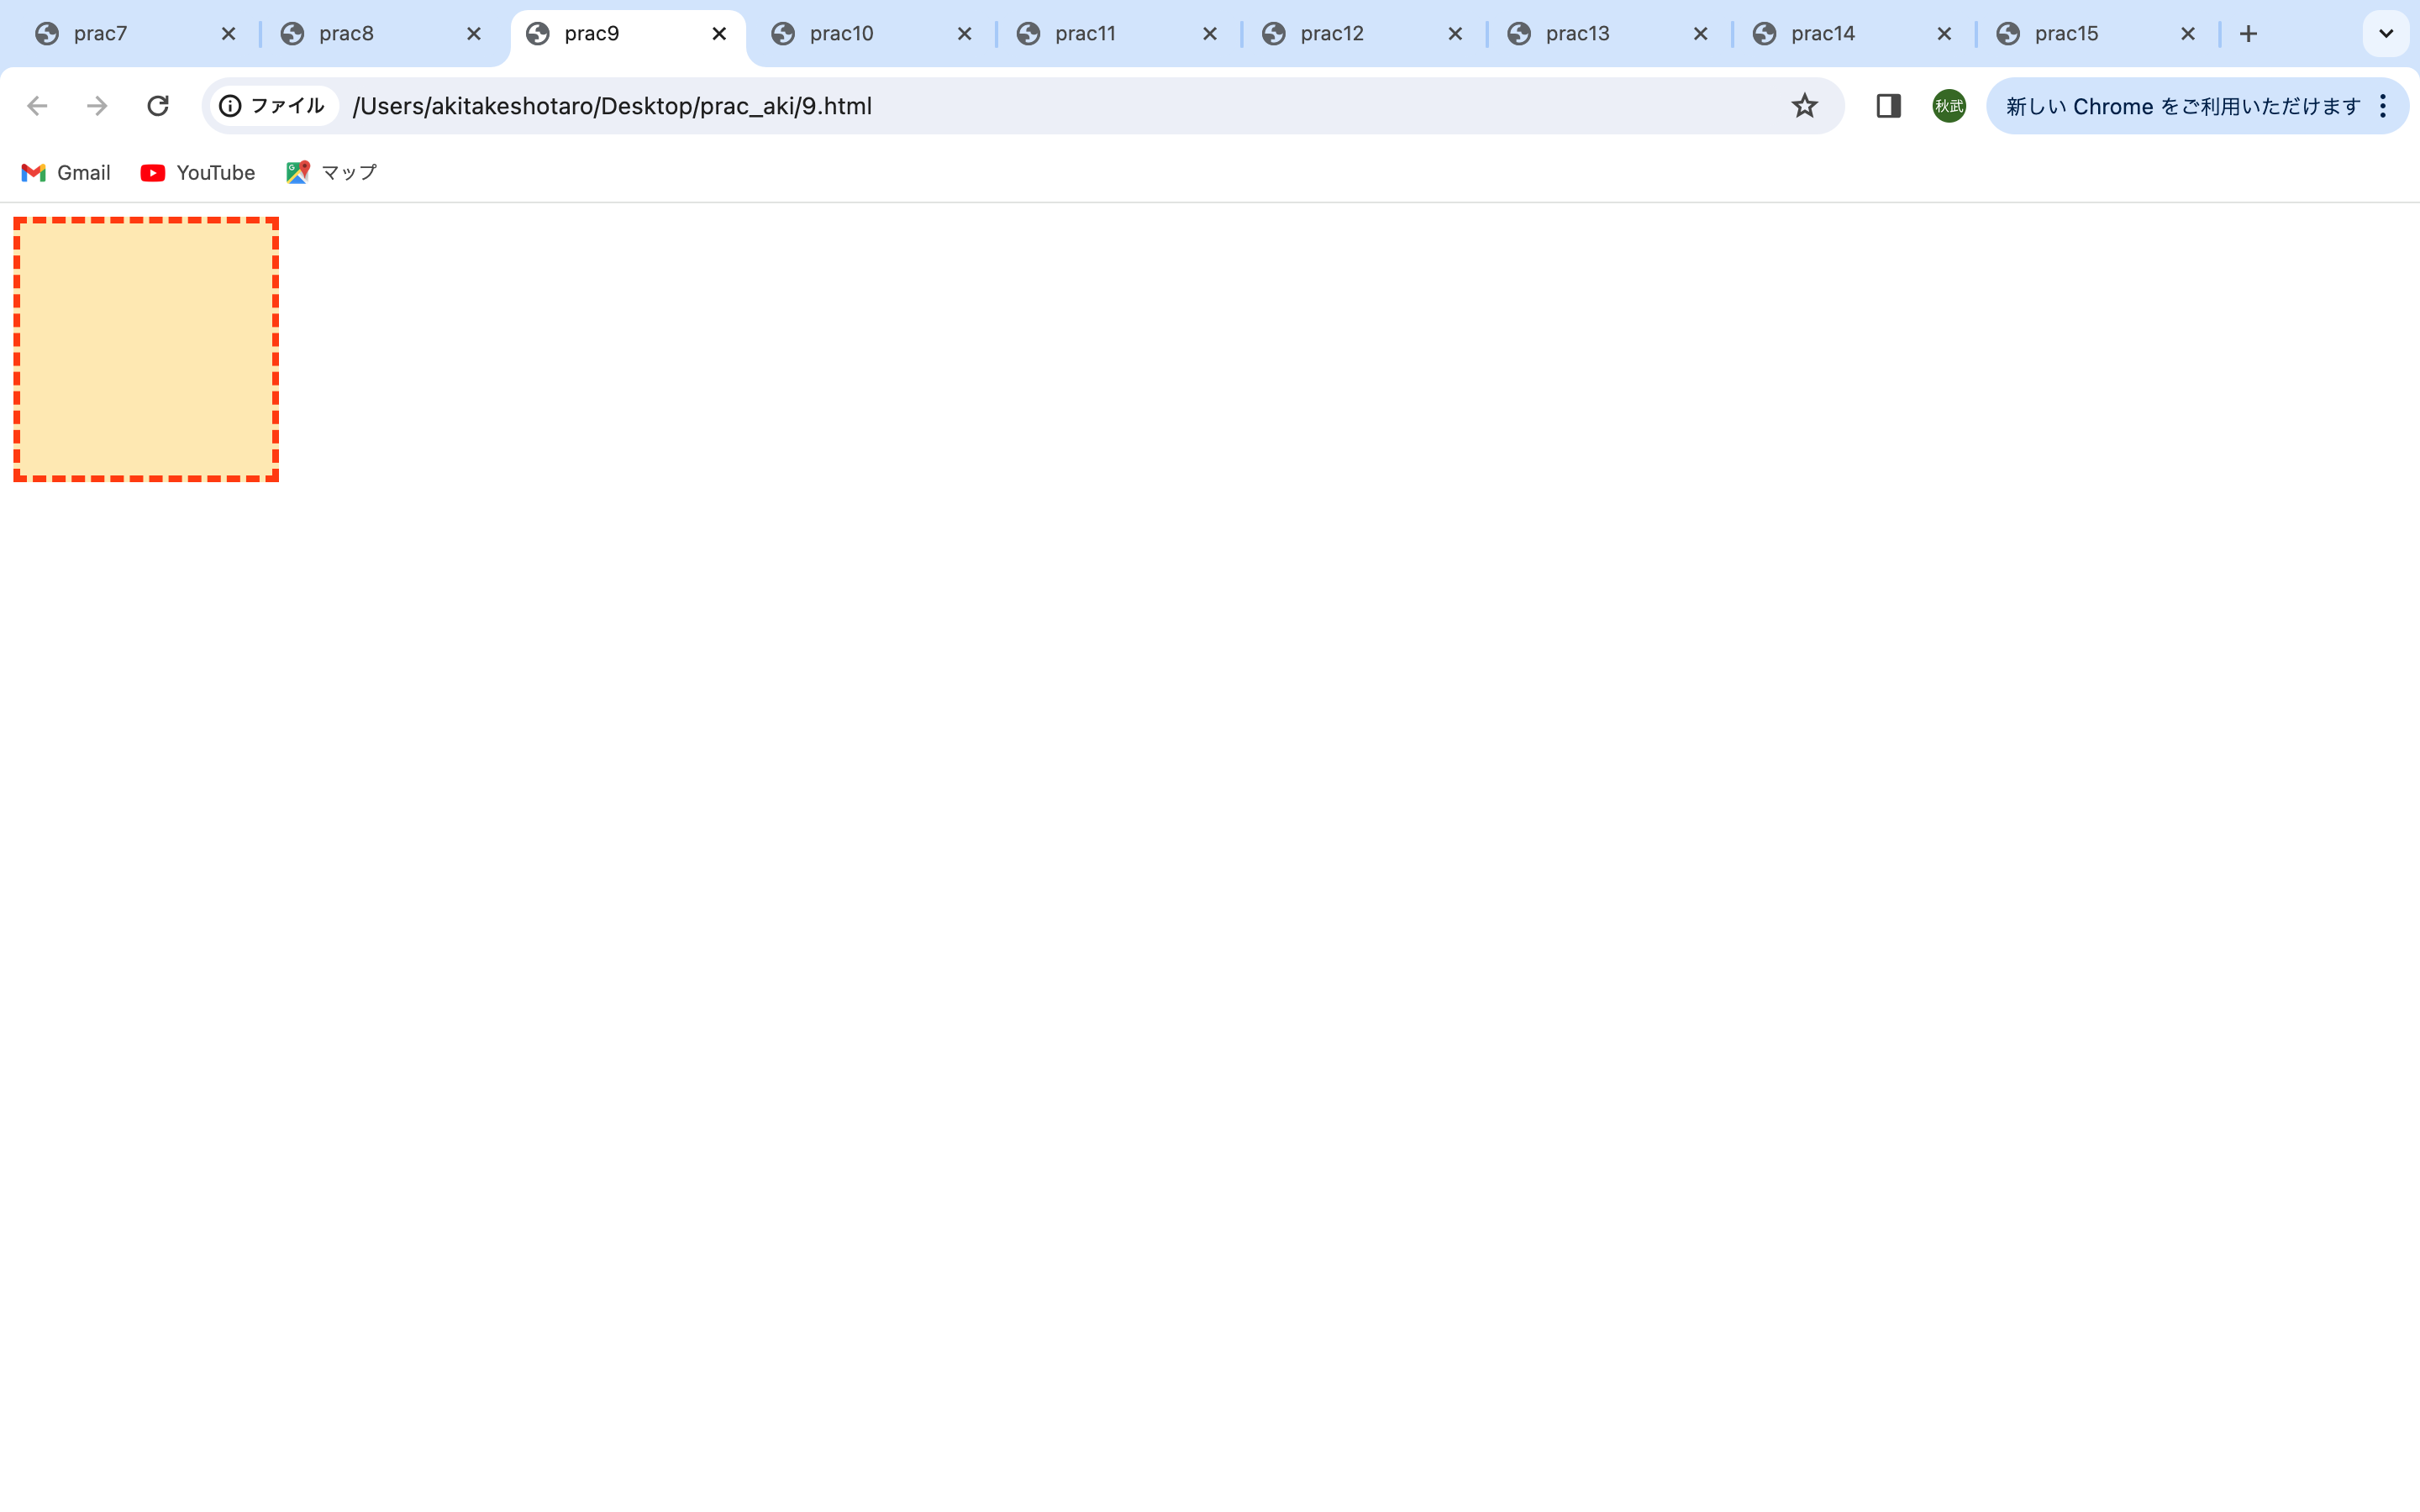 prac7 prac8 prac9 prac10 prac11 prac12 prac13 prac14 prac15
ファイル /Users/akitakeshotaro/Desktop/prac_aki/9.html 秋武 新しい Chrome をご利用いただけます
Gmail YouTube マップ